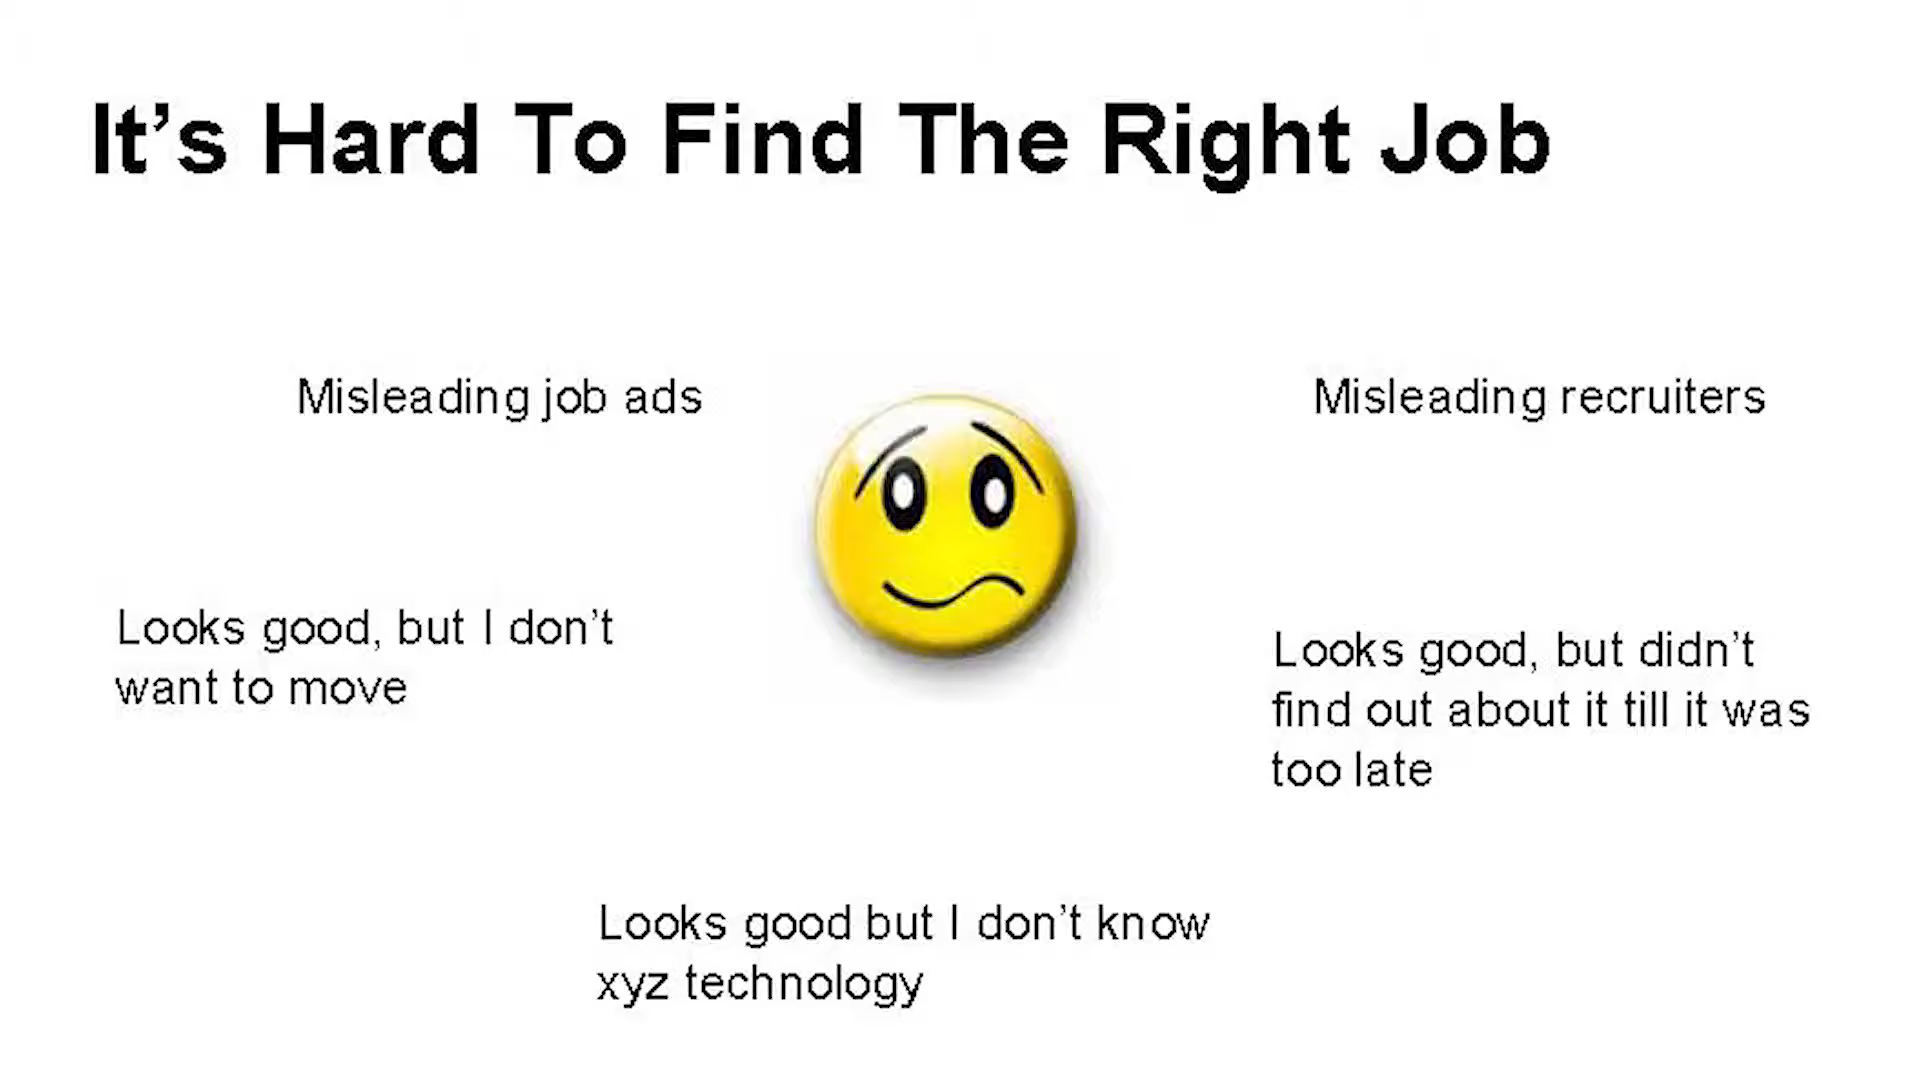 It’s Hard To Find The Right Job
Misleading job ads
Misleading recruiters
Looks good, but I don’t
want to move
Looks good, but didn’t
find out about it till it was
too late
Looks good but I don’t know
xyz technology